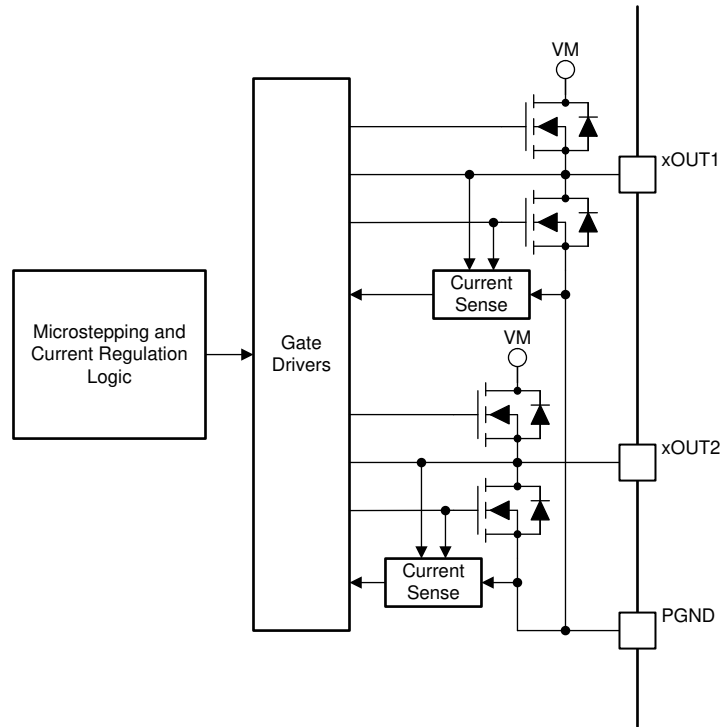 VM
xOUT1
Current
Sense
Microstepping and
Current Regulation
Logic
Gate
Drivers
VM
xOUT2
Current
Sense
PGND